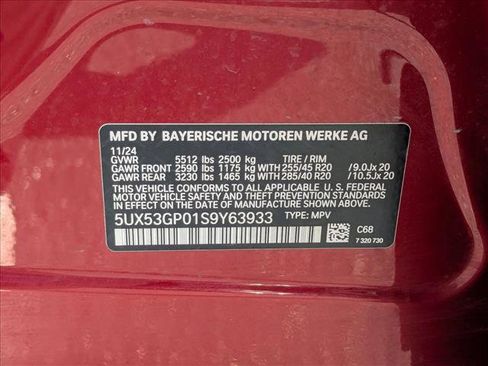 MFD BY BAYERISCHE MOTOREN WERKE AG
11/24
GVWR 5512 lbs 2500 kg TIRE / RIM
GAWR FRONT 2590 lbs 1175 kg WITH 255/45 R20 /9.0Jx 20
GAWR REAR 3230 lbs 1465 kg WITH 285/40 R20 /10.5Jx 20
THIS VEHICLE CONFORMS TO ALL APPLICABLE U. S. FEDERAL
MOTOR VEHICLE SAFETY AND THEFT PREVENTION STANDARDS
IN EFFECT ON THE DATE OF MANUFACTURE SHOWN ABOVE.
5UX53GP01S9Y63933 TYPE: MPV
C68
7 320 730